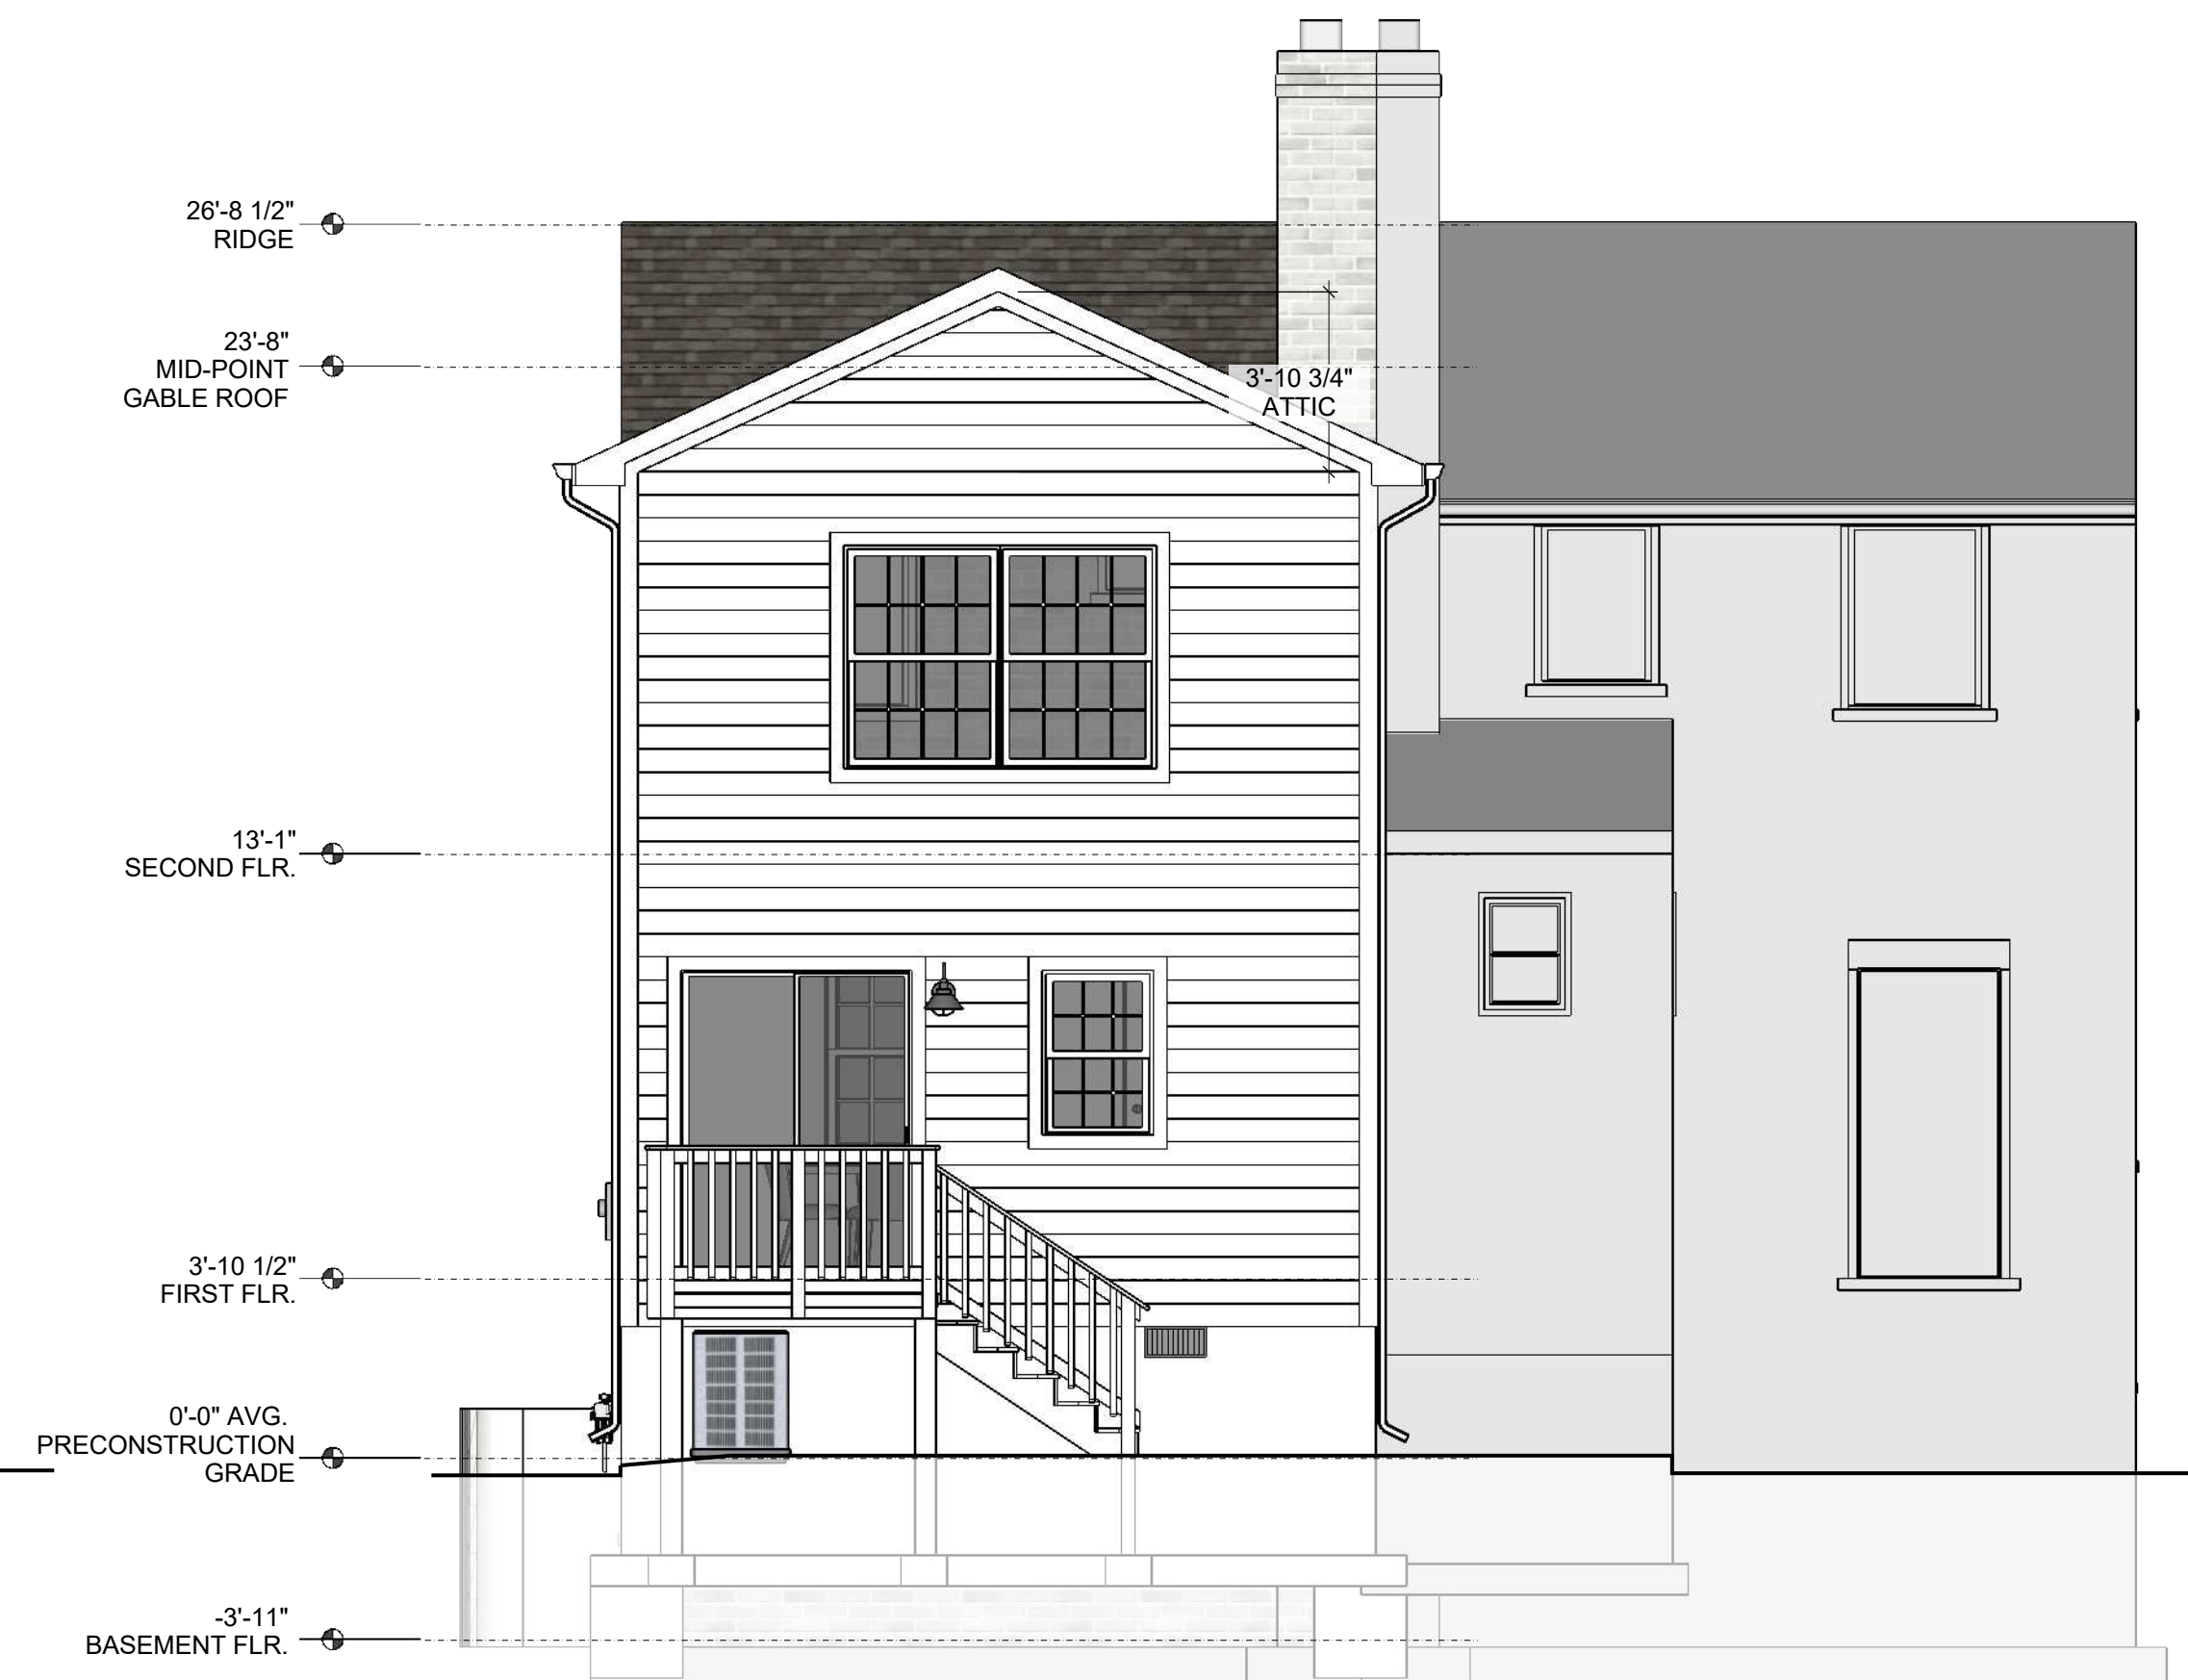 26'-8 1/2"
RIDGE
23'-8"
MID-POINT
GABLE ROOF
3'-10 3/4"
ATTIC
13'-1"
SECOND FLR.
3'-10 1/2"
FIRST FLR.
0'-0" AVG.
PRECONSTRUCTION
GRADE
-3'-11"
BASEMENT FLR.